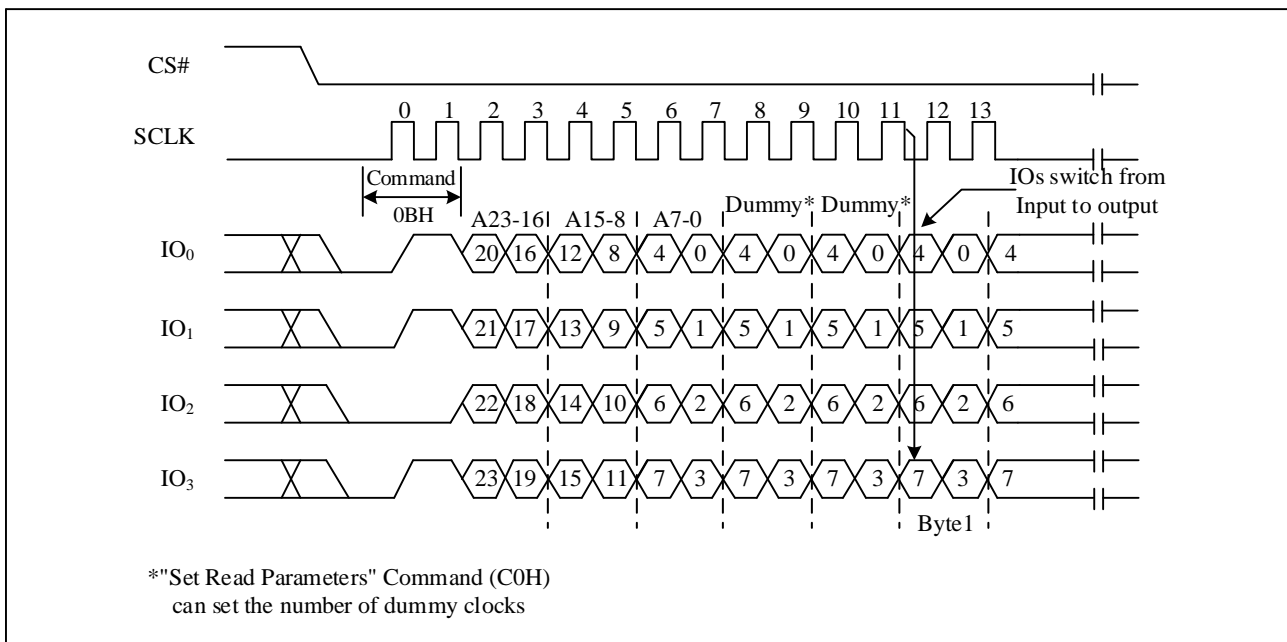 CS#
0 1 2 3 4 5 6 7 8 9 10 11 12 13
SCLK
Command
0BH
IOs switch from
Input to output
A23-16 A15-8 A7-0 Dummy* Dummy*
IO0 20 16 12 8 4 0 4 0 4 0 4 0 4
IO1 21 17 13 9 5 1 5 1 5 1 5 1 5
IO2 22 18 14 10 6 2 6 2 6 2 6 2 6
IO3 23 19 15 11 7 3 7 3 7 3 7 3 7
Byte1
*"Set Read Parameters" Command (C0H)
can set the number of dummy clocks